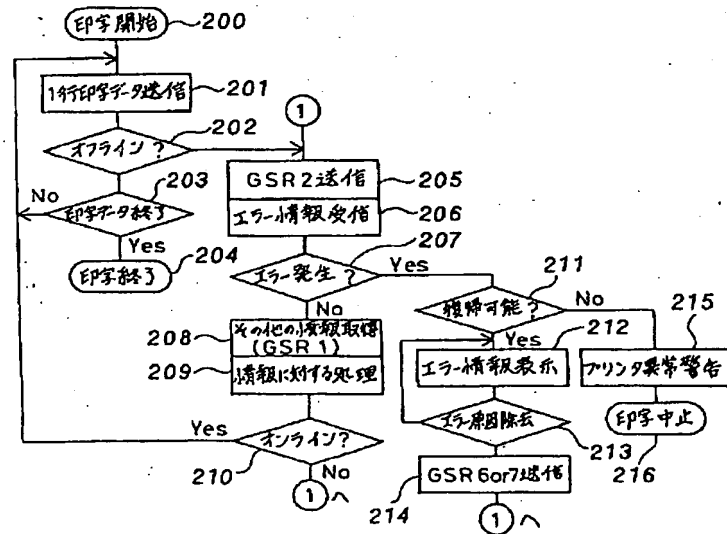 印字開始 200
1行印字データ送信 201
オフライン? 202
印字データ終了 203
No
Yes
印字終了 204
1
GSR2送信 205
エラー情報受信 206
エラー発生? 207
Yes
No
208 その他の情報取得
(GSR1)
209 情報に対する処理
オンライン? 210
Yes
No
1へ
復帰可能? 211
No
Yes
エラー情報表示 212
エラー原因除去 213
GSR6or7送信 214
1へ
プリンタ異常警告 215
印字中止 216